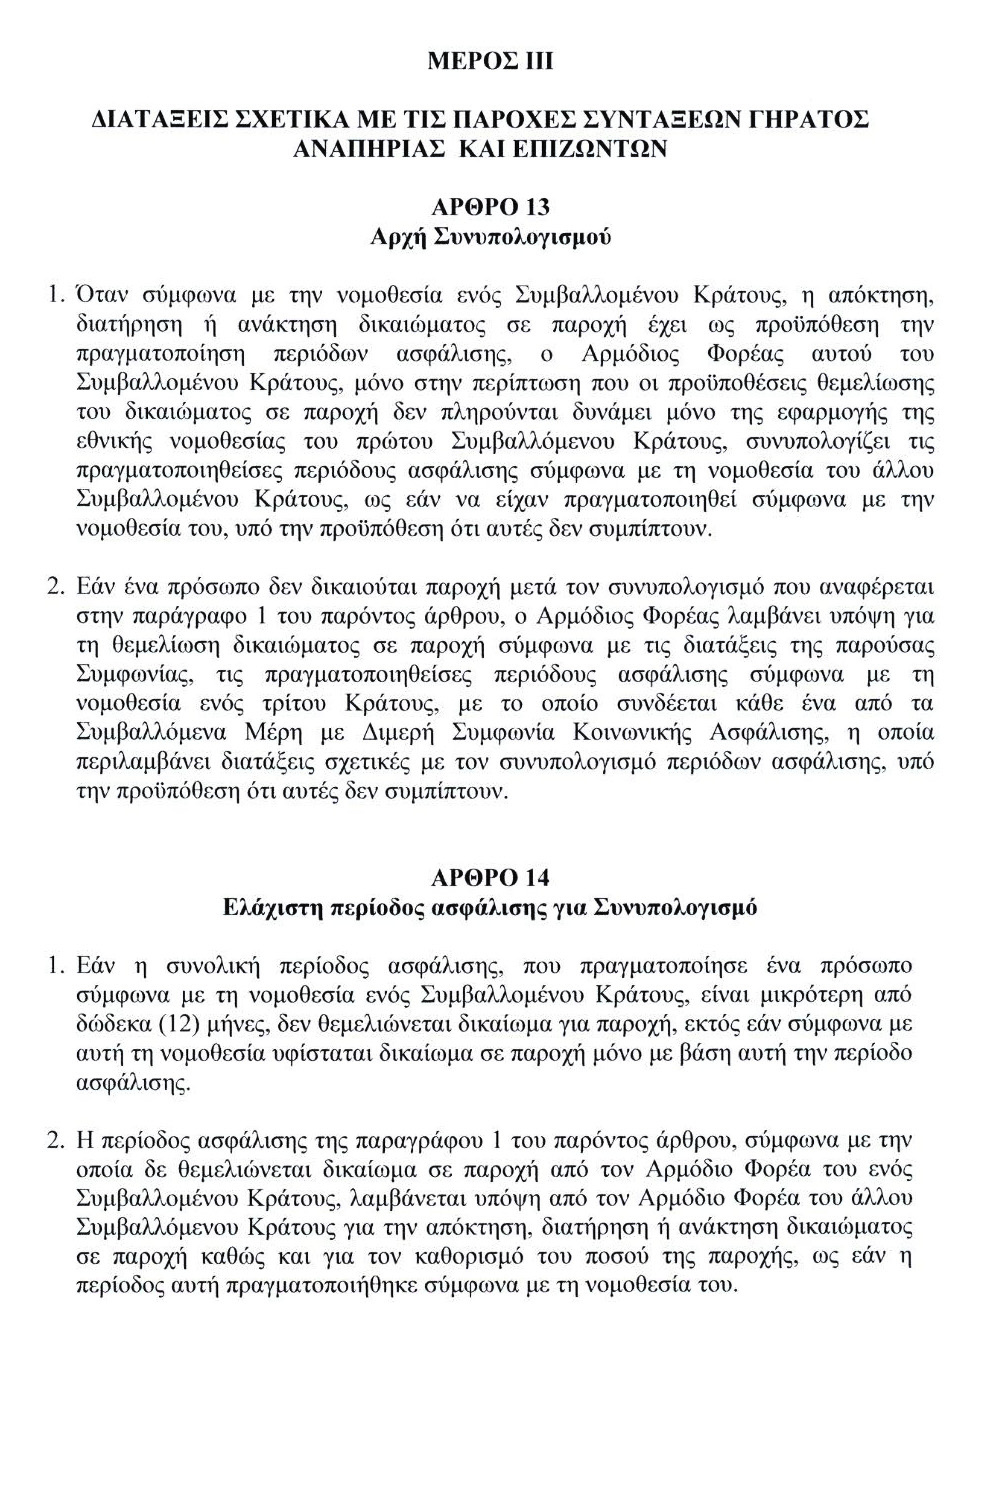 ΜΕΡΟΣ III
ΔΙΑΤΑΞΕΙΣ ΣΧΕΤΙΚΑ ΜΕ ΤΙΣ ΠΑΡΟΧΕΣ ΣΥΝΤΑΞΕΩΝ ΓΗΡΑΤΟΣ
ΑΝΑΠΗΡΙΑΣ ΚΑΙ ΕΠΙΖΩΝΤΩΝ
ΑΡΘΡΟ 13
Αρχή Συνυπολογισμού
1. Όταν σύμφωνα με την νομοθεσία ενός Συμβαλλομένου Κράτους, η απόκτηση,
διατήρηση ή ανάκτηση δικαιώματος σε παροχή έχει ως προϋπόθεση την
πραγματοποίηση περιόδων ασφάλισης, ο Αρμόδιος Φορέας αυτού του
Συμβαλλομένου Κράτους, μόνο στην περίπτωση που οι προϋποθέσεις θεμελίωσης
του δικαιώματος σε παροχή δεν πληρούνται δυνάμει μόνο της εφαρμογής της
εθνικής νομοθεσίας του πρώτου Συμβαλλόμενου Κράτους, συνυπολογίζει τις
πραγματοποιηθείσες περιόδους ασφάλισης σύμφωνα με τη νομοθεσία του άλλου
Συμβαλλομένου Κράτους, ως εάν να είχαν πραγματοποιηθεί σύμφωνα με την
νομοθεσία του, υπό την προϋπόθεση ότι αυτές δεν συμπίπτουν.
2. Εάν ένα πρόσωπο δεν δικαιούται παροχή μετά τον συνυπολογισμό που αναφέρεται
στην παράγραφο 1 του παρόντος άρθρου, ο Αρμόδιος Φορέας λαμβάνει υπόψη για
τη θεμελίωση δικαιώματος σε παροχή σύμφωνα με τις διατάξεις της παρούσας
Συμφωνίας, τις πραγματοποιηθείσες περιόδους ασφάλισης σύμφωνα με τη
νομοθεσία ενός τρίτου Κράτους, με το οποίο συνδέεται κάθε ένα από τα
Συμβαλλόμενα Μέρη με Διμερή Συμφωνία Κοινωνικής Ασφάλισης, η οποία
περιλαμβάνει διατάξεις σχετικές με τον συνυπολογισμό περιόδων ασφάλισης, υπό
την προϋπόθεση ότι αυτές δεν συμπίπτουν.
ΑΡΘΡΟ 14
Ελάχιστη περίοδος ασφάλισης για Συνυπολογισμό
1. Εάν η συνολική περίοδος ασφάλισης, που πραγματοποίησε ένα πρόσωπο
σύμφωνα με τη νομοθεσία ενός Συμβαλλομένου Κράτους, είναι μικρότερη από
δώδεκα (12) μήνες, δεν θεμελιώνεται δικαίωμα για παροχή, εκτός εάν σύμφωνα με
αυτή τη νομοθεσία υφίσταται δικαίωμα σε παροχή μόνο με βάση αυτή την περίοδο
ασφάλισης.
2. Η περίοδος ασφάλισης της παραγράφου 1 του παρόντος άρθρου, σύμφωνα με την
οποία δε θεμελιώνεται δικαίωμα σε παροχή από τον Αρμόδιο Φορέα του ενός
Συμβαλλομένου Κράτους, λαμβάνεται υπόψη από τον Αρμόδιο Φορέα του άλλου
Συμβαλλόμενου Κράτους για την απόκτηση, διατήρηση ή ανάκτηση δικαιώματος
σε παροχή καθώς και για τον καθορισμό του ποσού της παροχής, ως εάν η
περίοδος αυτή πραγματοποιήθηκε σύμφωνα με τη νομοθεσία του.